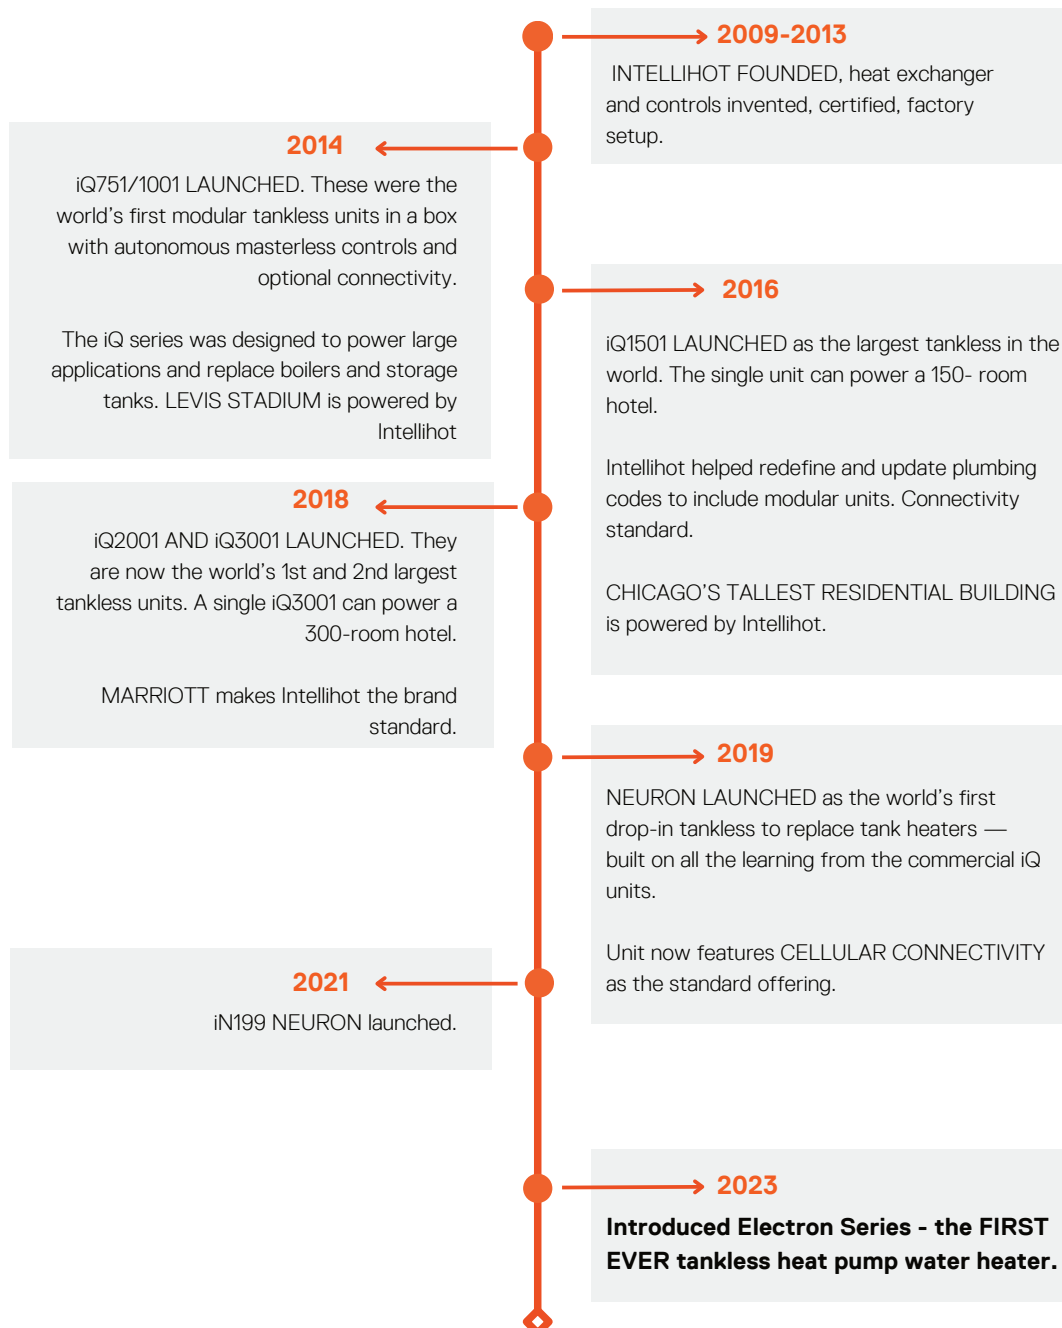 2009-2013
INTELLIHOT FOUNDED, heat exchanger
and controls invented, certified, factory
setup.
2014
iQ751/1001 LAUNCHED. These were the
world's first modular tankless units in a box
with autonomous masterless controls and
optional connectivity.
The iQ series was designed to power large
applications and replace boilers and storage
tanks. LEVIS STADIUM is powered by
Intellihot
2016
iQ1501 LAUNCHED as the largest tankless in the
world. The single unit can power a 150- room
hotel.
Intellihot helped redefine and update plumbing
codes to include modular units. Connectivity
standard.
CHICAGO'S TALLEST RESIDENTIAL BUILDING
is powered by Intellihot.
2018
iQ2001 AND iQ3001 LAUNCHED. They
are now the world's 1st and 2nd largest
tankless units. A single iQ3001 can power a
300-room hotel.
MARRIOTT makes Intellihot the brand
standard.
2019
NEURON LAUNCHED as the world's first
drop-in tankless to replace tank heaters —
built on all the learning from the commercial iQ
units.
Unit now features CELLULAR CONNECTIVITY
as the standard offering.
2021
iN199 NEURON launched.
2023
Introduced Electron Series - the FIRST
EVER tankless heat pump water heater.